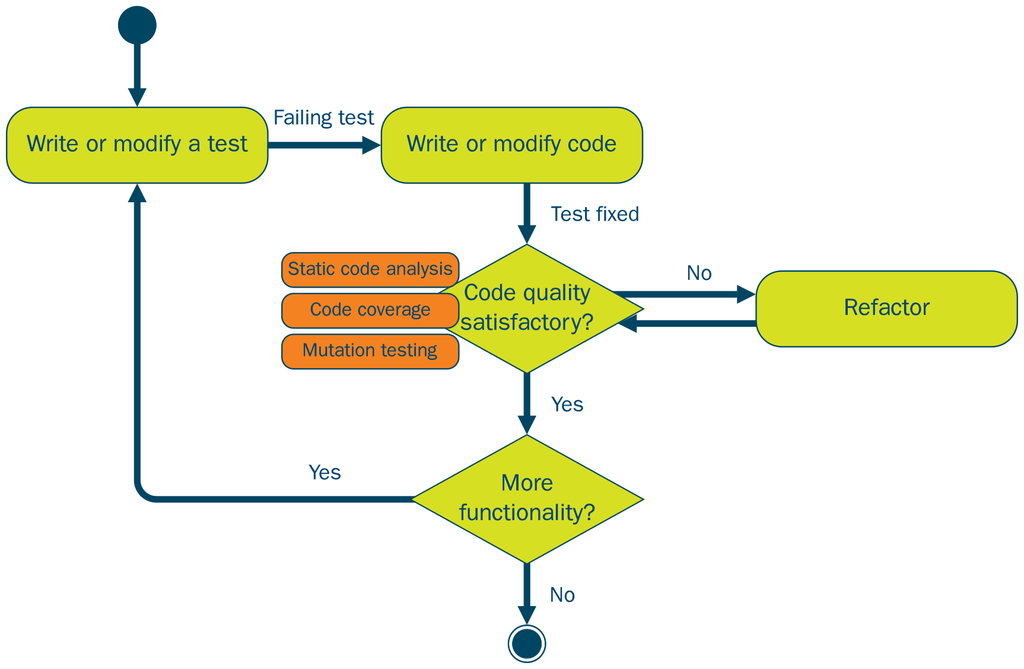 Failing test
Write or modify a test
Write or modify code
Test fixed
Static code analysis
Code coverage
Mutation testing
Code quality
satisfactory?
No
Refactor
Yes
Yes
More
functionality?
No